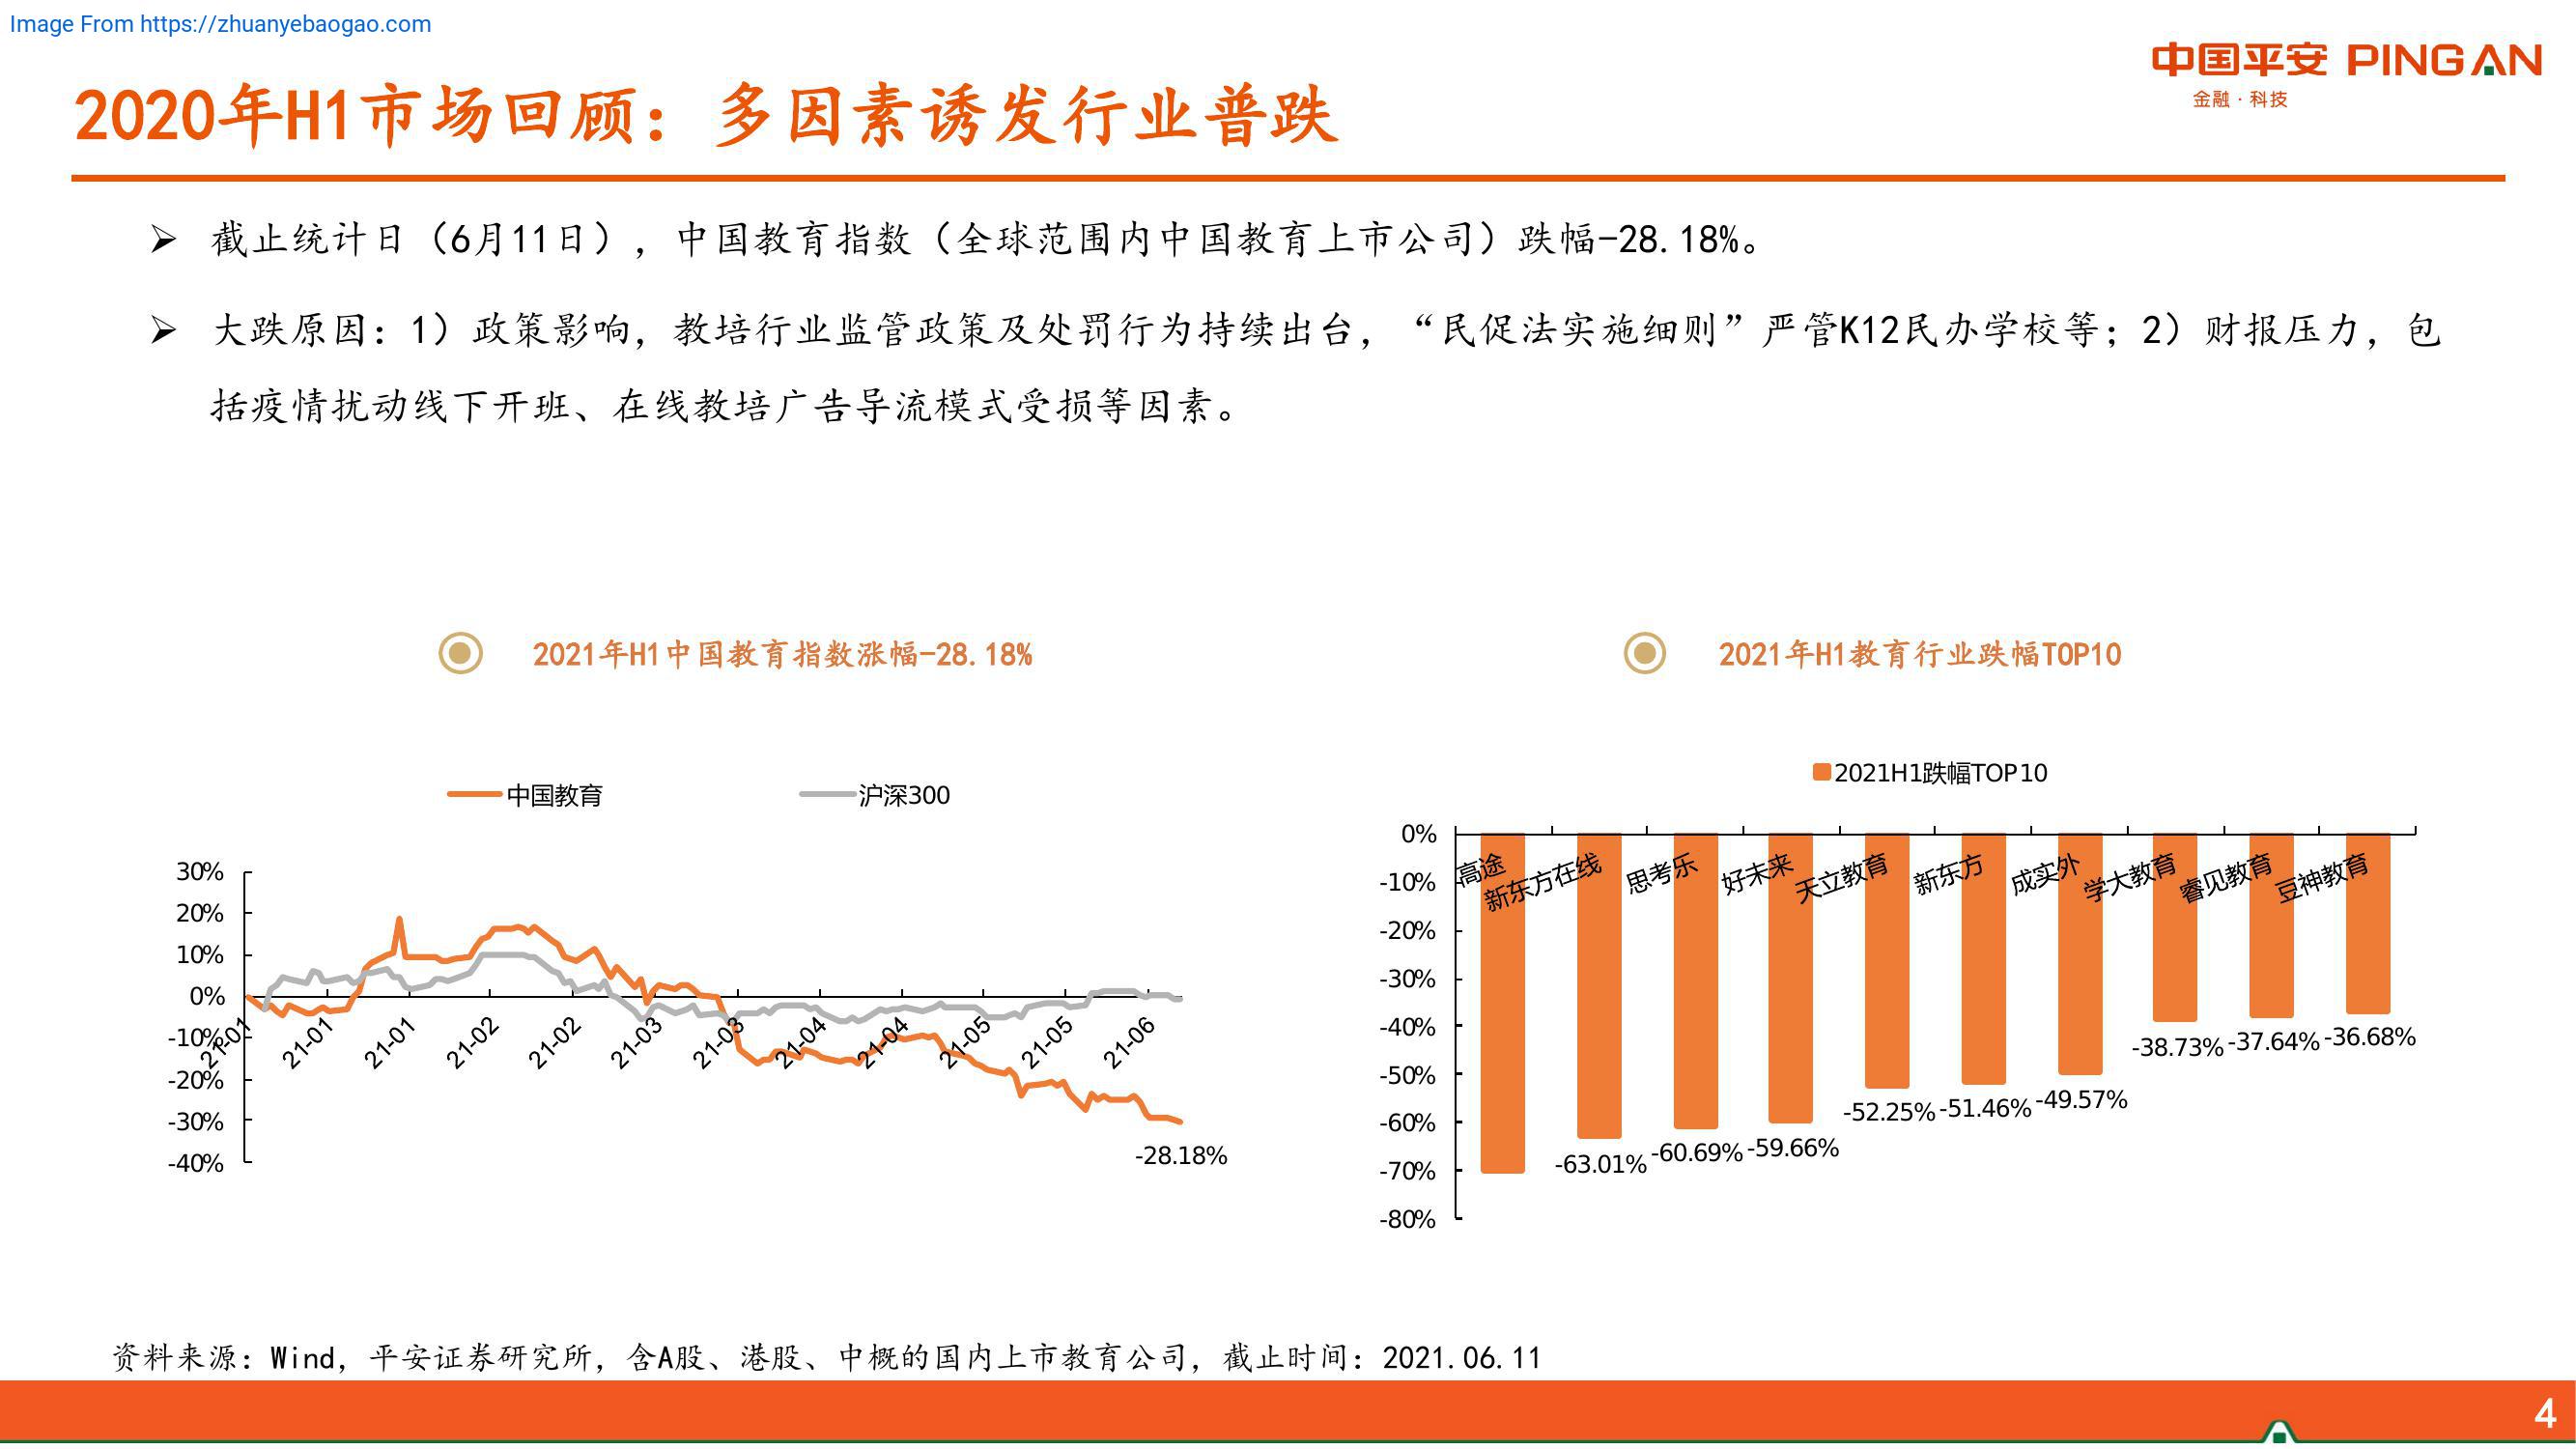 Image From https://zhuanyebaogao.com
中国平安 PINGAN
金融·科技
2020年H1市场回顾：多因素诱发行业普跌
➢ 截止统计日（6月11日），中国教育指数（全球范围内中国教育上市公司）跌幅-28.18%。
➢ 大跌原因：1）政策影响，教培行业监管政策及处罚行为持续出台，“民促法实施细则”严管K12民办学校等；2）财报压力，包
括疫情扰动线下开班、在线教培广告导流模式受损等因素。
2021年H1中国教育指数涨幅-28.18%
中国教育 沪深300
30%
20%
10%
0%
-10%
-20%
-30%
-40%
21-01 21-01 21-01 21-02 21-02 21-03 21-03 21-04 21-04 21-05 21-05 21-06
-28.18%
2021年H1教育行业跌幅TOP10
2021H1跌幅TOP10
0%
-10%
-20%
-30%
-40%
-50%
-60%
-70%
-80%
高途 新东方在线 思考乐 好未来 天立教育 新东方 成实外 学大教育 睿见教育 豆神教育
-63.01% -60.69% -59.66% -52.25% -51.46% -49.57% -38.73% -37.64% -36.68%
资料来源：Wind，平安证券研究所，含A股、港股、中概的国内上市教育公司，截止时间：2021.06.11
4